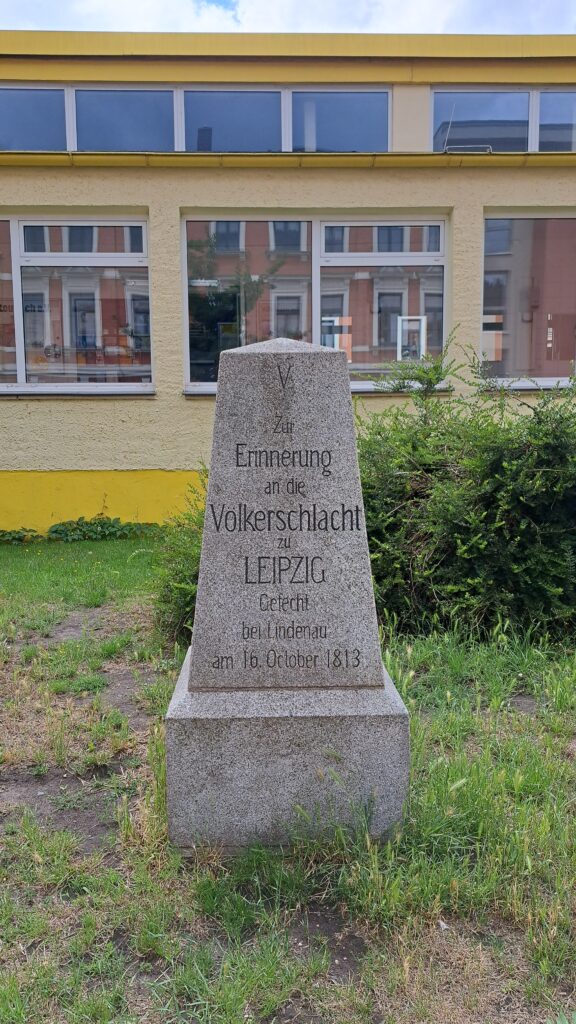 V
Zur
Erinnerung
an die
Völkerschlacht
zu
LEIPZIG
Gefecht
bei Lindenau
am 16. October 1813